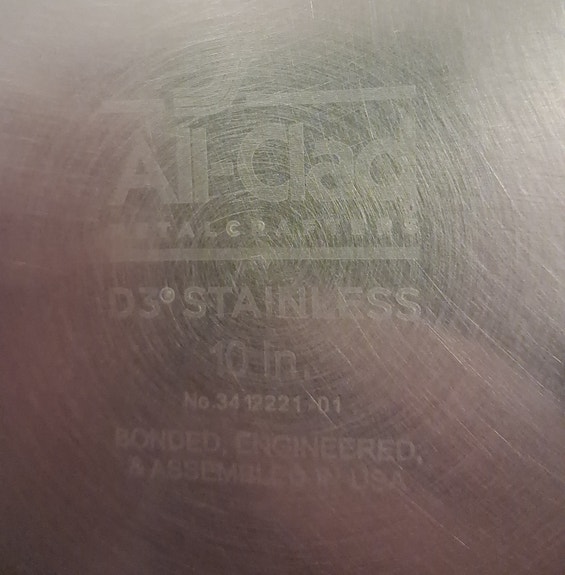 All-Clad
METALCRAFTERS
D3° STAINLESS
10 in.
No. 3412221-01
BONDED, ENGINEERED,
& ASSEMBLED IN USA